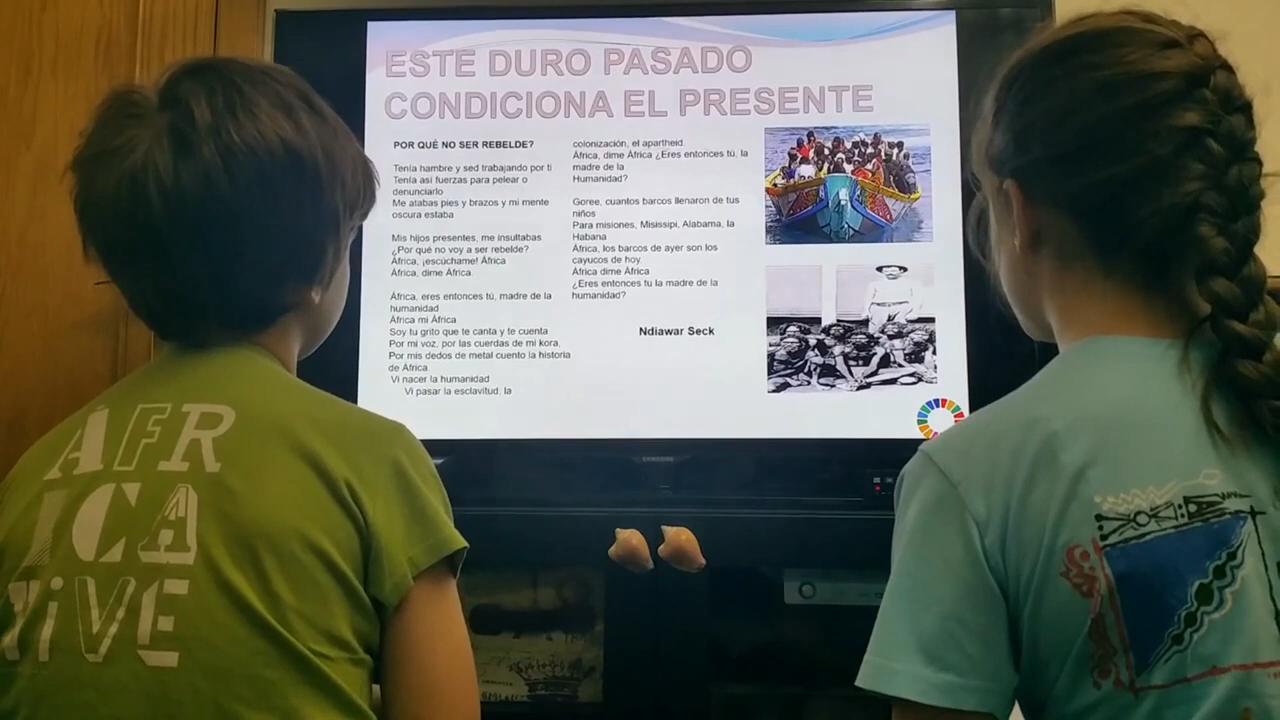 ESTE DURO PASADO
CONDICIONA EL PRESENTE
POR QUÉ NO SER REBELDE?
Tenía hambre y sed trabajando por ti
Tenía así fuerzas para pelear o
denunciarlo
Me atabas pies y brazos y mi mente
oscura estaba
Mis hijos presentes, me insultabas
¿Por qué no voy a ser rebelde?
África, ¡escúchame! África
África, dime África.
África, eres entonces tú, madre de la
humanidad
África mi África
Soy tu grito que te canta y te cuenta
Por mi voz, por las cuerdas de mi kora,
Por mis dedos de metal cuento la historia
de África.
Vi nacer la humanidad
Vi pasar la esclavitud, la
colonización, el apartheid.
África, dime África ¿Eres entonces tú, la
madre de la
Humanidad?
Goree, cuantos barcos llenaron de tus
niños
Para misiones, Misissipi, Alabama, la
Habana
África, los barcos de ayer son los
cayucos de hoy.
África dime África
¿Eres entonces tu la madre de la
humanidad?
Ndiawar Seck
SAMSUNG
AFR
ICA
TiVE